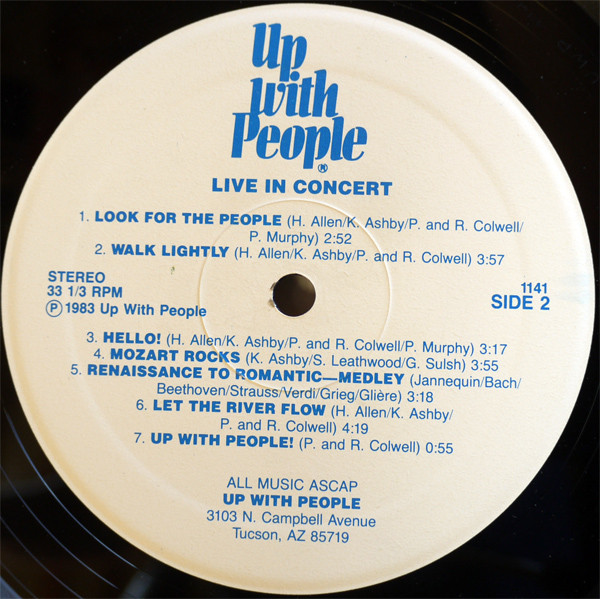 Up
with
People®
LIVE IN CONCERT
1. LOOK FOR THE PEOPLE (H. Allen/K. Ashby/P. and R. Colwell/
P. Murphy) 2:52
2. WALK LIGHTLY (H. Allen/K. Ashby/P. and R. Colwell) 3:57
STEREO
33 1/3 RPM
Ⓟ 1983 Up With People
1141
SIDE 2
3. HELLO! (H. Allen/K. Ashby/P. and R. Colwell/P. Murphy) 3:17
4. MOZART ROCKS (K. Ashby/S. Leathwood/G. Sulsh) 3:55
5. RENAISSANCE TO ROMANTIC—MEDLEY (Jannequin/Bach/
Beethoven/Strauss/Verdi/Grieg/Glière) 3:18
6. LET THE RIVER FLOW (H. Allen/K. Ashby/
P. and R. Colwell) 4:19
7. UP WITH PEOPLE! (P. and R. Colwell) 0:55
ALL MUSIC ASCAP
UP WITH PEOPLE
3103 N. Campbell Avenue
Tucson, AZ 85719